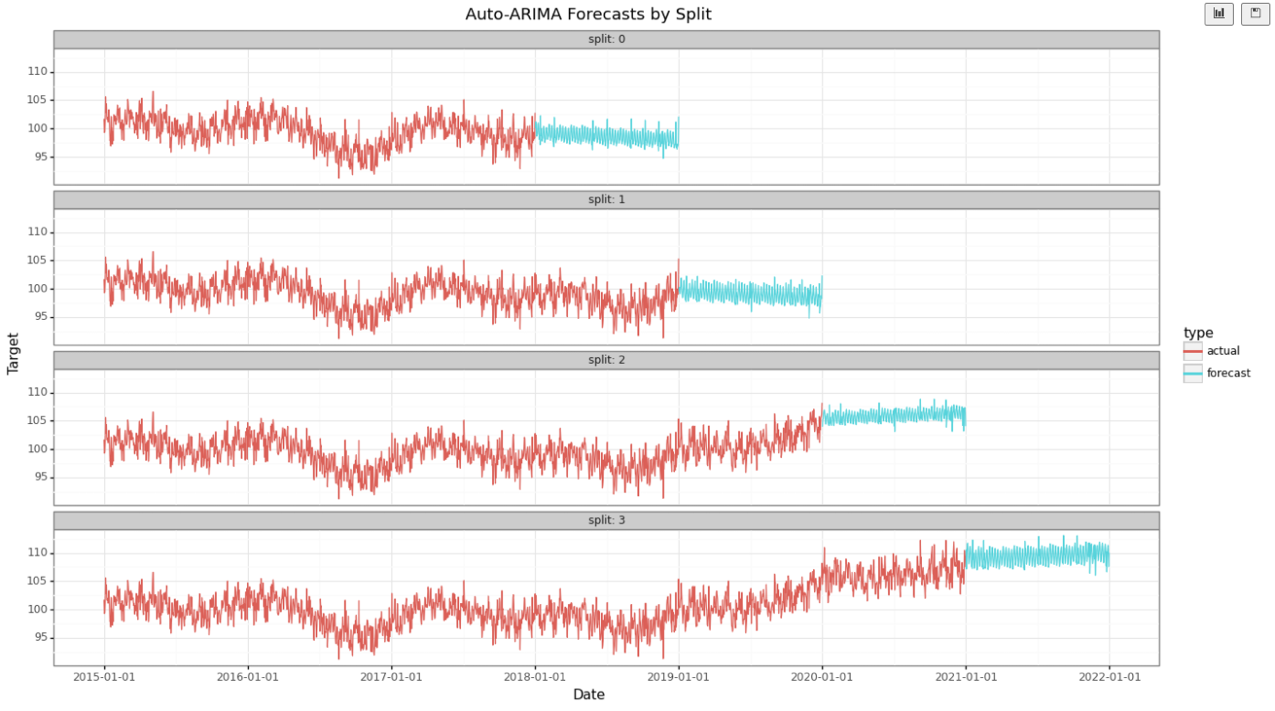 Auto-ARIMA Forecasts by Split
split: 0
110
105
100
95
split: 1
110
105
100
95
split: 2
110
105
100
95
split: 3
110
105
100
95
2015-01-01 2016-01-01 2017-01-01 2018-01-01 2019-01-01 2020-01-01 2021-01-01 2022-01-01
Date
Target
type
actual
forecast